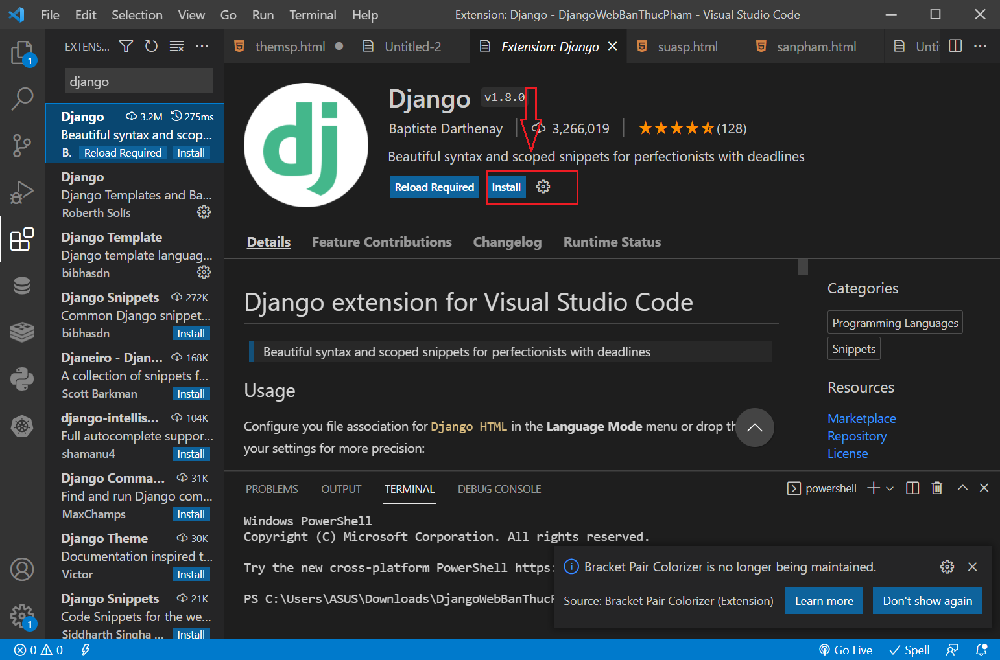 File Edit Selection View Go Run Terminal Help
Extension: Django - DjangoWebBanThucPham - Visual Studio Code
EXTENS...
themsp.html
Untitled-2
Extension: Django
suasp.html
sanpham.html
Unti
1
django
Django 3.2M 275ms
Beautiful syntax and scop...
B. Reload Required Install
Django
Django Templates and Ba...
Roberth Solís
Django Template
Django template languag...
bibhasdn
Django Snippets 272K
Common Django snippet...
bibhasdn Install
Djaneiro - Djan... 168K
A collection of snippets f...
Scott Barkman Install
django-intellis... 104K
Full autocomplete suppor...
shamanu4 Install
Django Comma... 31K
Find and run Django com...
MaxChamps Install
Django Theme 30K
Documentation inspired t...
Victor Install
Django Snippets 21K
Code Snippets for the we...
Siddharth Singha ... Install
1
dj
Django v1.8.0
Baptiste Darthenay 3,266,019 (128)
Beautiful syntax and scoped snippets for perfectionists with deadlines
Reload Required Install
Details Feature Contributions Changelog Runtime Status
Django extension for Visual Studio Code
Beautiful syntax and scoped snippets for perfectionists with deadlines
Usage
Configure you file association for Django HTML in the Language Mode menu or drop th
your settings for more precision:
Categories
Programming Languages
Snippets
Resources
Marketplace
Repository
License
PROBLEMS OUTPUT TERMINAL DEBUG CONSOLE
powershell
Windows PowerShell
Copyright (C) Microsoft Corporation. All rights reserved.
Try the new cross-platform PowerShell https:
PS C:\Users\ASUS\Downloads\DjangoWebBanThucP
Bracket Pair Colorizer is no longer being maintained.
Source: Bracket Pair Colorizer (Extension) Learn more Don't show again
0 0
Go Live Spell